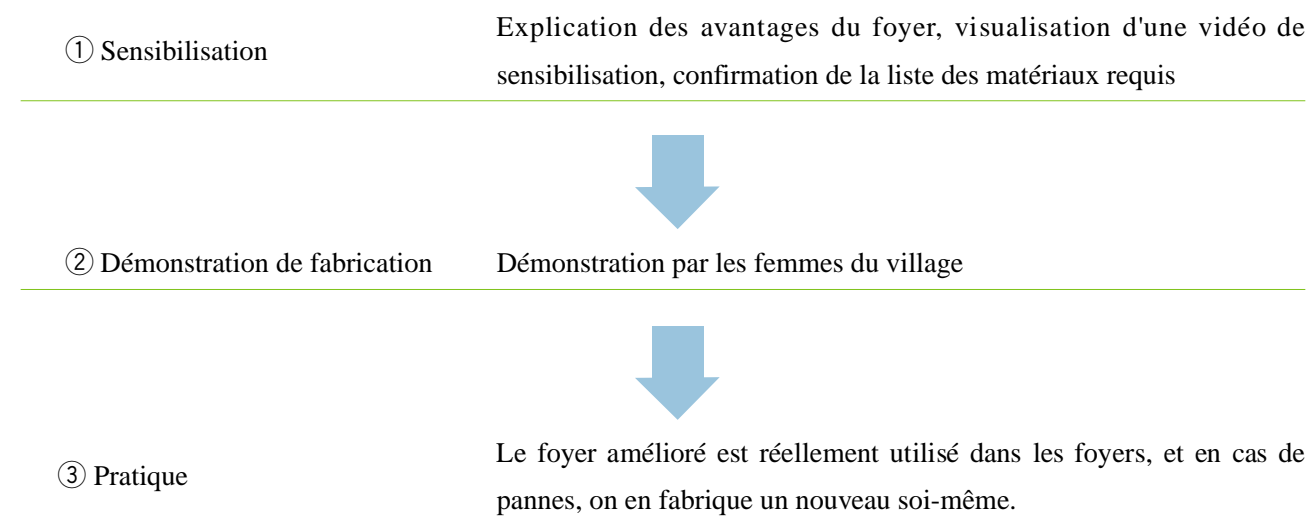 ① Sensibilisation
Explication des avantages du foyer, visualisation d'une vidéo de
sensibilisation, confirmation de la liste des matériaux requis
② Démonstration de fabrication
Démonstration par les femmes du village
③ Pratique
Le foyer amélioré est réellement utilisé dans les foyers, et en cas de
pannes, on en fabrique un nouveau soi-même.